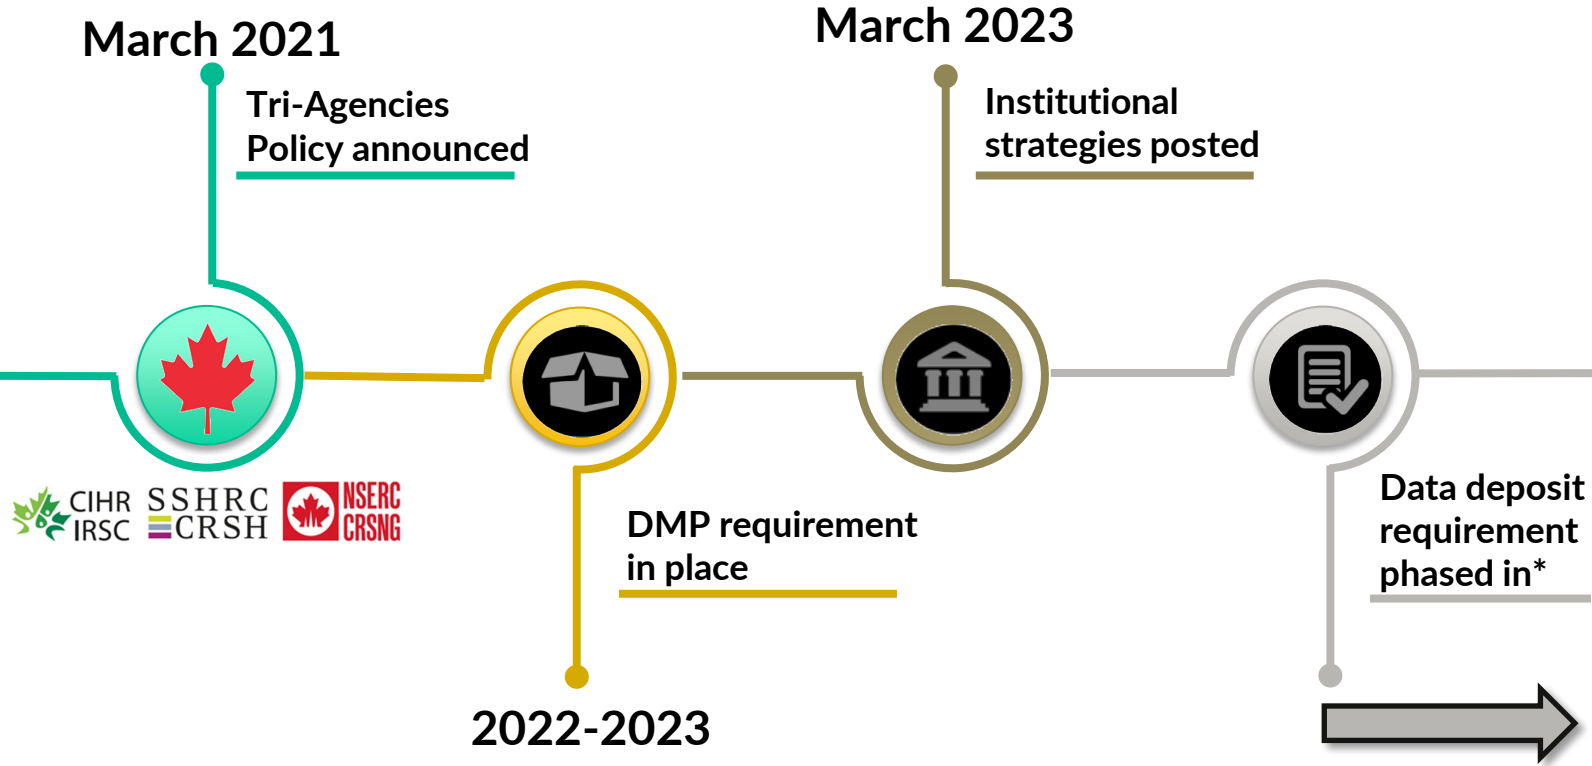 March 2021
Tri-Agencies
Policy announced
March 2023
Institutional
strategies posted
CIHR
IRSC
SSHRC
CRSH
NSERC
CRSNG
DMP requirement
in place
2022-2023
Data deposit
requirement
phased in*